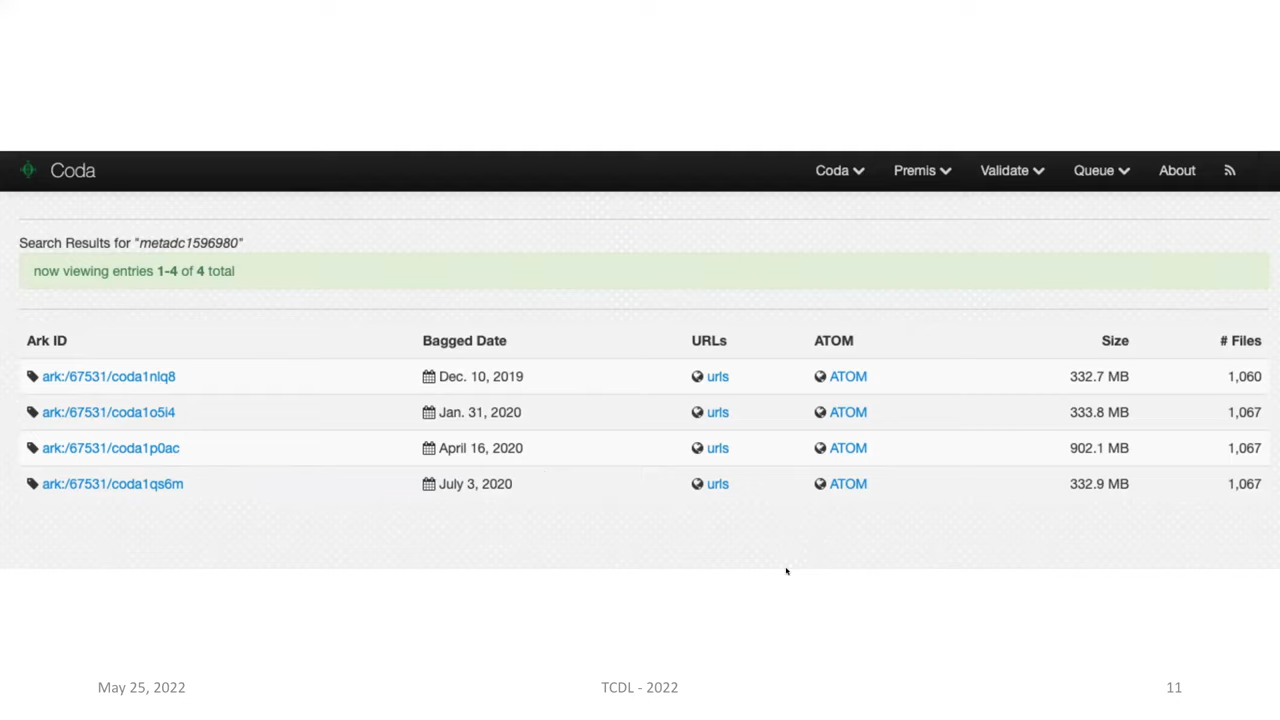 Coda Coda Premis Validate Queue About
Search Results for "metadc1596980"
now viewing entries 1-4 of 4 total
Ark ID Bagged Date URLs ATOM Size # Files
ark:/67531/coda1nlq8 Dec. 10, 2019 urls ATOM 332.7 MB 1,060
ark:/67531/coda1o5i4 Jan. 31, 2020 urls ATOM 333.8 MB 1,067
ark:/67531/coda1p0ac April 16, 2020 urls ATOM 902.1 MB 1,067
ark:/67531/coda1qs6m July 3, 2020 urls ATOM 332.9 MB 1,067
May 25, 2022 TCDL - 2022 11